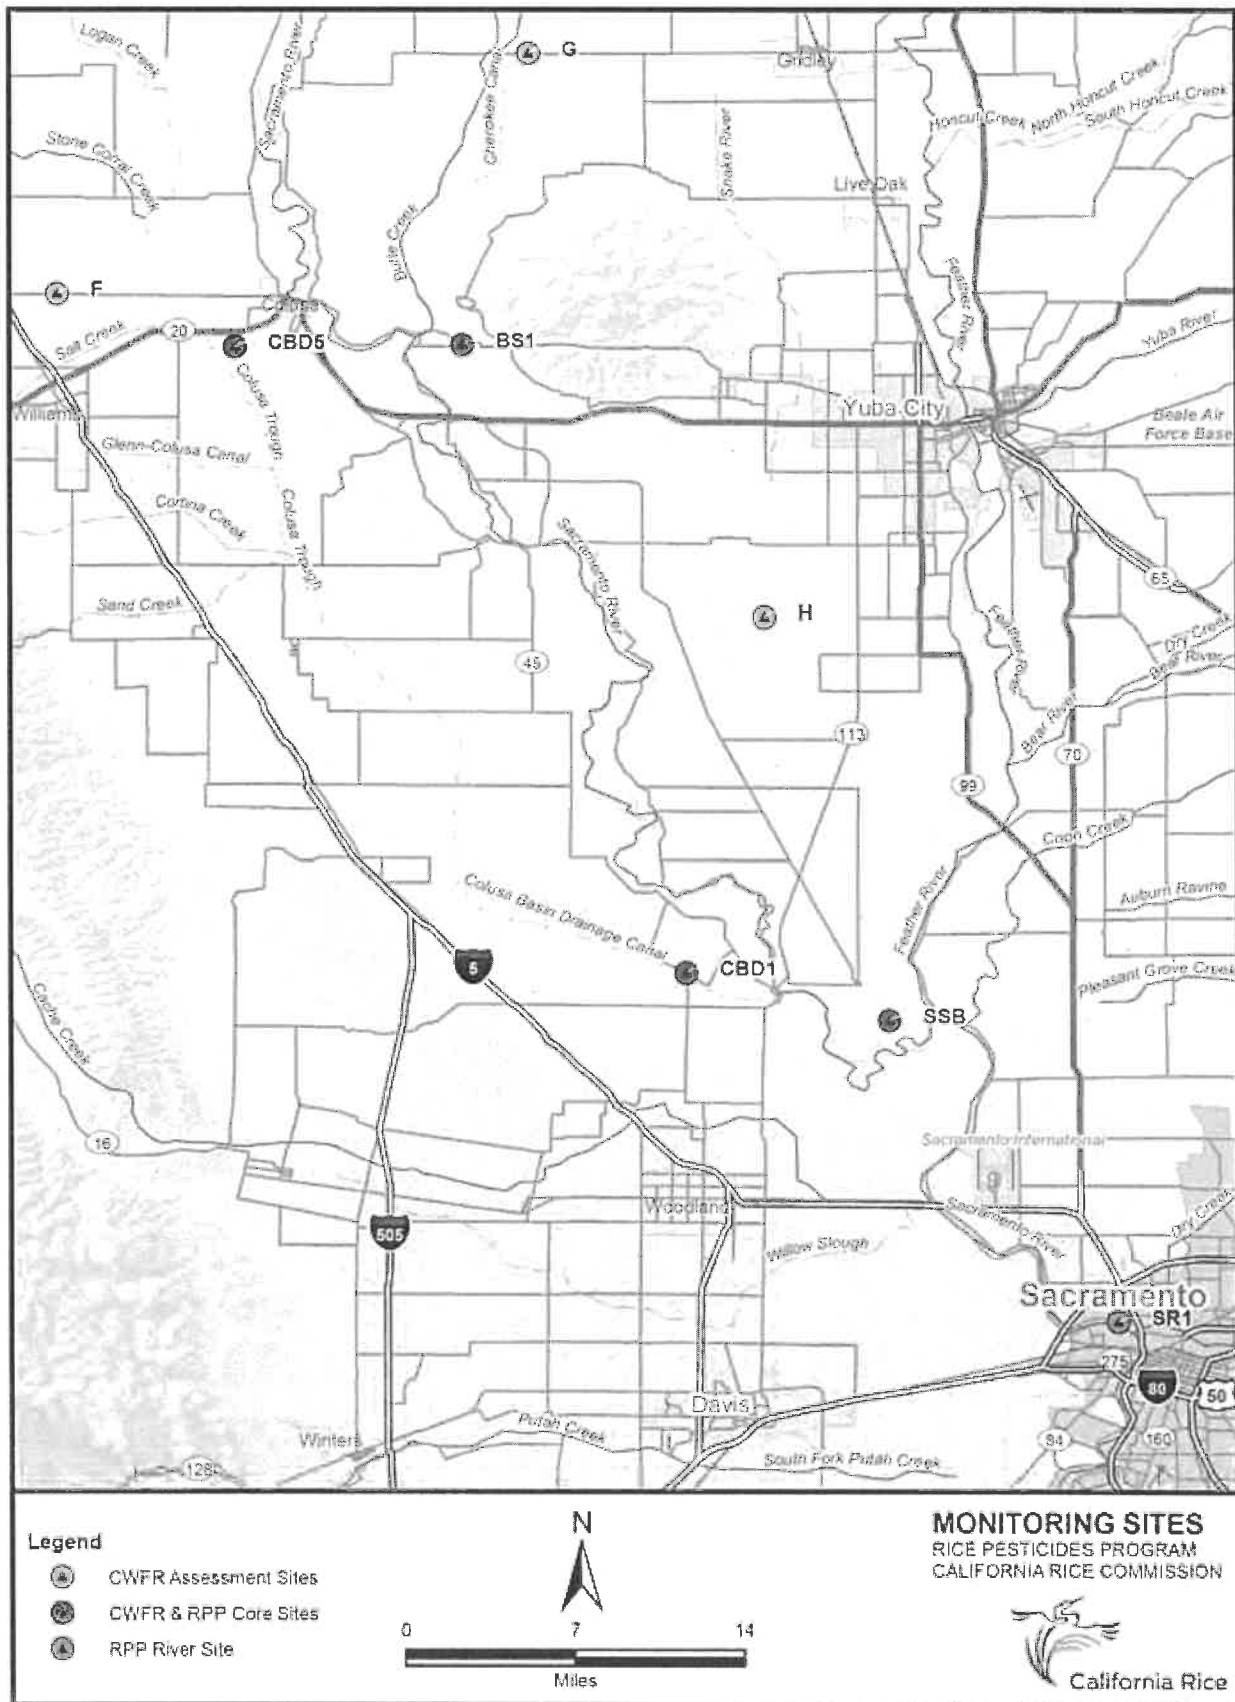 Logan Creek
Sacramento River
Cherokee Canal
G
Gridley
Stone Corral Creek
Snake River
Honcut Creek
North Honcut Creek
South Honcut Creek
Live Oak
Butte Creek
Feather River
F
Colusa
Salt Creek
20
CBD5
BS1
Yuba River
Williams
Colusa Trough
Yuba City
Beale Air
Force Base
Glenn-Colusa Canal
Cortina Creek
Colusa Trough
Sacramento River
65
Sand Creek
H
Feather River
Dry Creek
Bear River
45
Bear River
113
70
99
Coon Creek
Colusa Basin Drainage Canal
Feather River
Auburn Ravine
5
CBD1
Pleasant Grove Creek
Cache Creek
SSB
16
Sacramento International
505
Woodland
Sacramento River
Dry Creek
Willow Slough
Sacramento
SR1
275
80
50
Davis
Winters
Putah Creek
84
160
128
South Fork Putah Creek
Legend
CWFR Assessment Sites
CWFR & RPP Core Sites
RPP River Site
N
0 7 14
Miles
MONITORING SITES
RICE PESTICIDES PROGRAM
CALIFORNIA RICE COMMISSION
California Rice